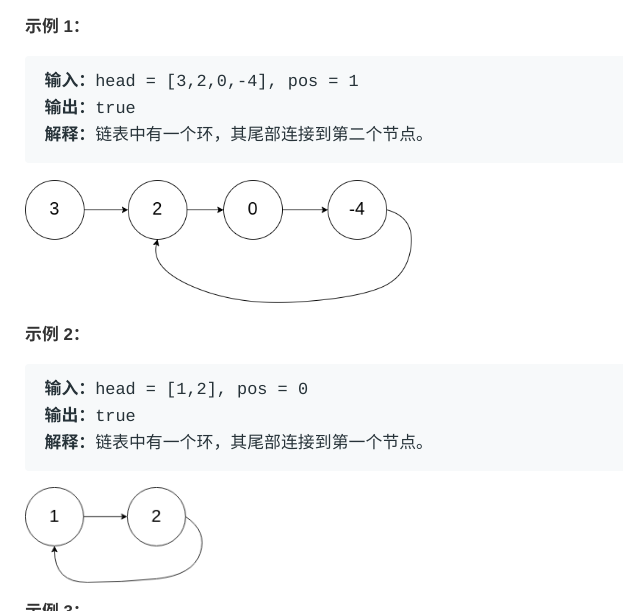 示例 1：
输入：head = [3,2,0,-4], pos = 1
输出：true
解释：链表中有一个环，其尾部连接到第二个节点。
3 2 0 -4
示例 2：
输入：head = [1,2], pos = 0
输出：true
解释：链表中有一个环，其尾部连接到第一个节点。
1 2
示例 3：